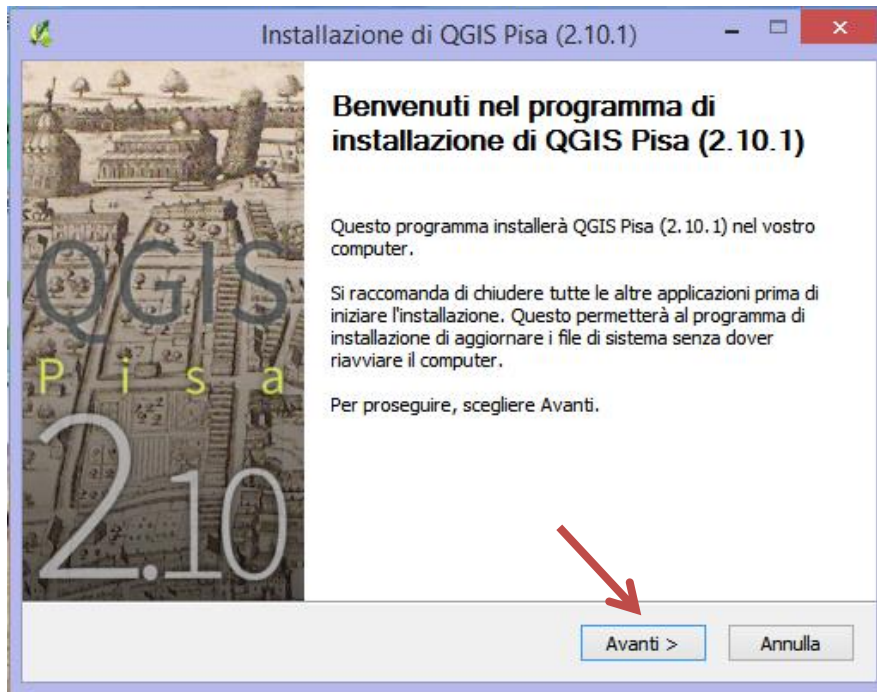 Installazione di QGIS Pisa (2.10.1)
Benvenuti nel programma di
installazione di QGIS Pisa (2.10.1)
Questo programma installerà QGIS Pisa (2.10.1) nel vostro
computer.
Si raccomanda di chiudere tutte le altre applicazioni prima di
iniziare l'installazione. Questo permetterà al programma di
installazione di aggiornare i file di sistema senza dover
riavviare il computer.
Per proseguire, scegliere Avanti.
QGIS
Pisa
2.10
Avanti >
Annulla